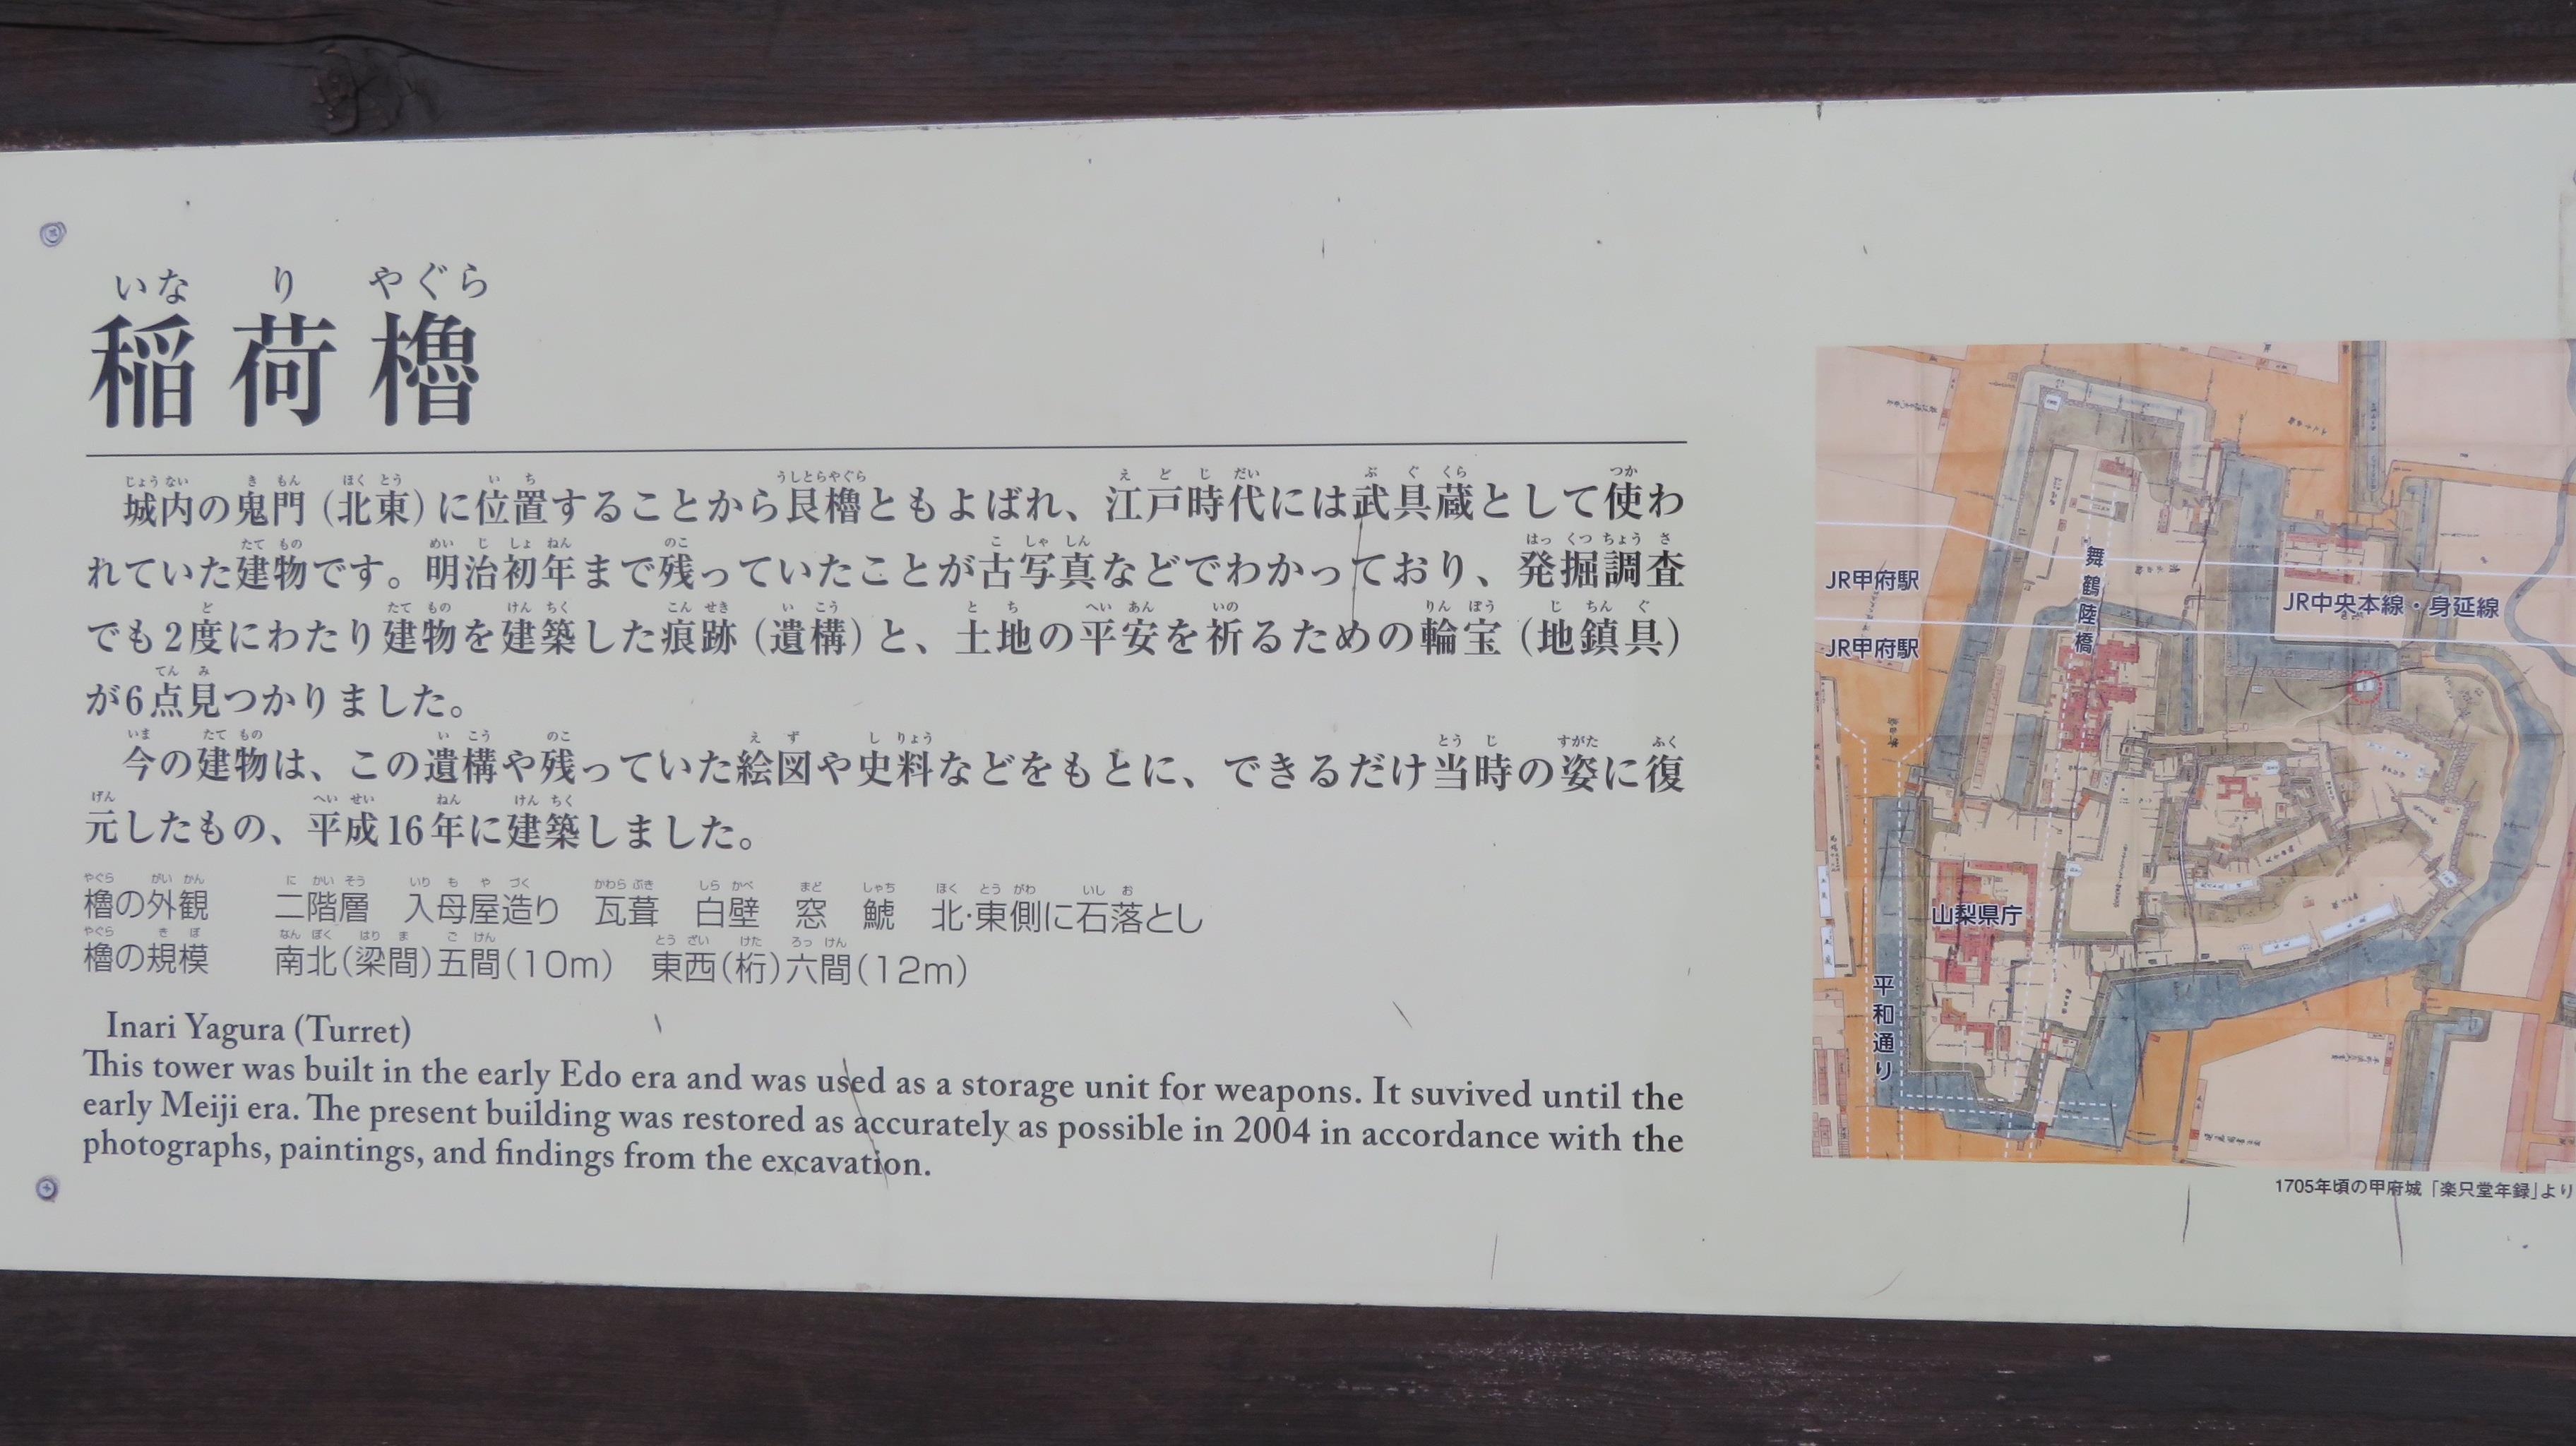 稲荷櫓
城内の鬼門(北東)に位置することから艮櫓ともよばれ、江戸時代には武具蔵として使わ
れていた建物です。明治初年まで残っていたことが古写真などでわかっており、発掘調査
でも2度にわたり建物を建築した痕跡(遺構)と、土地の平安を祈るための輪宝(地鎮具)
が6点見つかりました。
今の建物は、この遺構や残っていた絵図や史料などをもとに、できるだけ当時の姿に復
元したもの、平成16年に建築しました。
櫓の外観 二階層 入母屋造り 瓦葺 白壁 窓 鯱 北·東側に石落とし
櫓の規模 南北(梁間)五間(10m) 東西(桁)六間(12m)
Inari Yagura (Turret)
This tower was built in the early Edo era and was used as a storage unit for weapons. It suvived until the
early Meiji era. The present building was restored as accurately as possible in 2004 in accordance with the
photographs, paintings, and findings from the excavation.
JR甲府駅
JR甲府駅
舞鶴陸橋
JR中央本線・身延線
山梨県庁
平和通り
1705年頃の甲府城「楽只堂年録」より